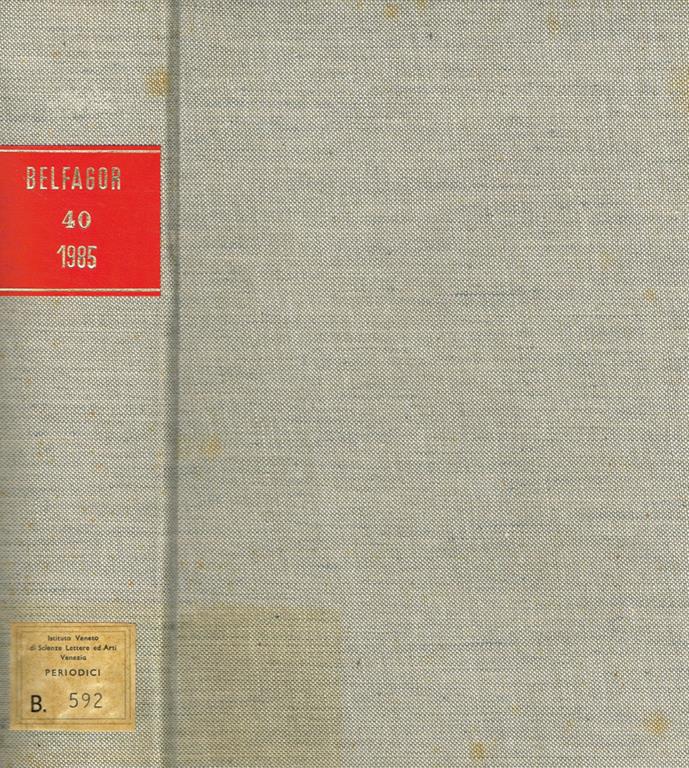 BELFAGOR
40
1985
Istituto Veneto
di Scienze Lettere ed Arti
Venezia
PERIODICI
B. 592